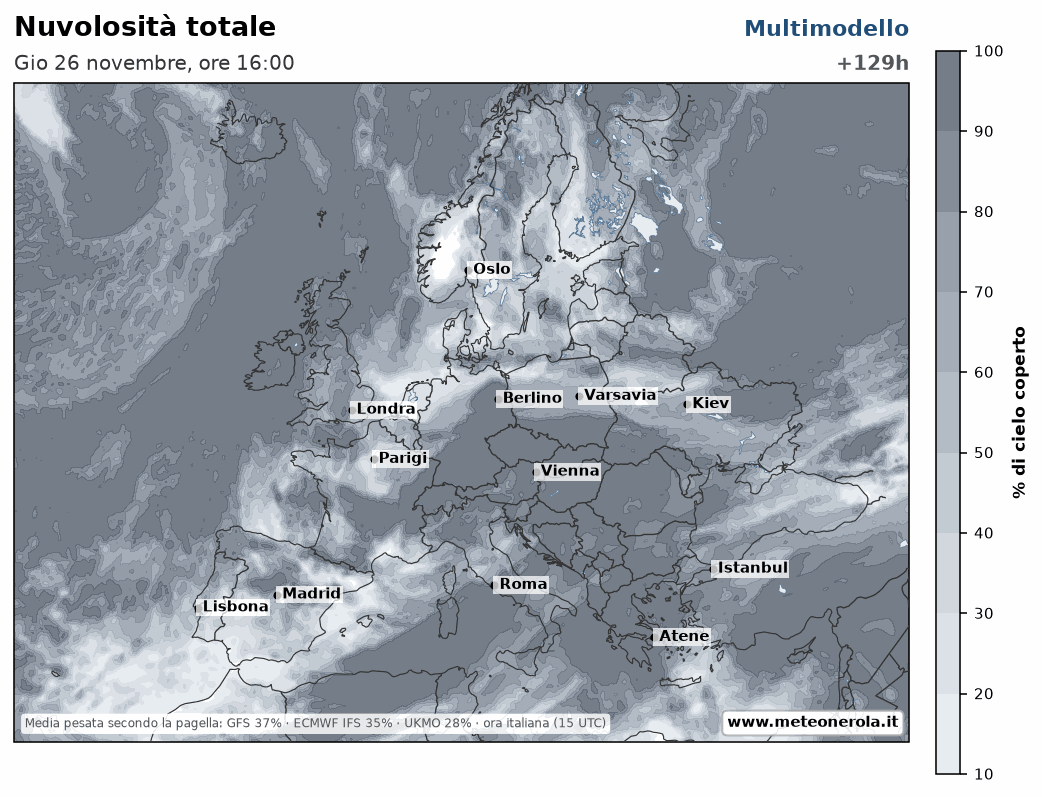 Nuvolosità totale
Multimodello
Gio 26 novembre, ore 16:00
+129h
100
90
80
70
60
50
40
30
20
10
% di cielo coperto
Oslo
Londra
Berlino
Varsavia
Kiev
Parigi
Vienna
Istanbul
Roma
Madrid
Lisbona
Atene
Media pesata secondo la pagella: GFS 37% · ECMWF IFS 35% · UKMO 28% · ora italiana (15 UTC)
www.meteonerola.it